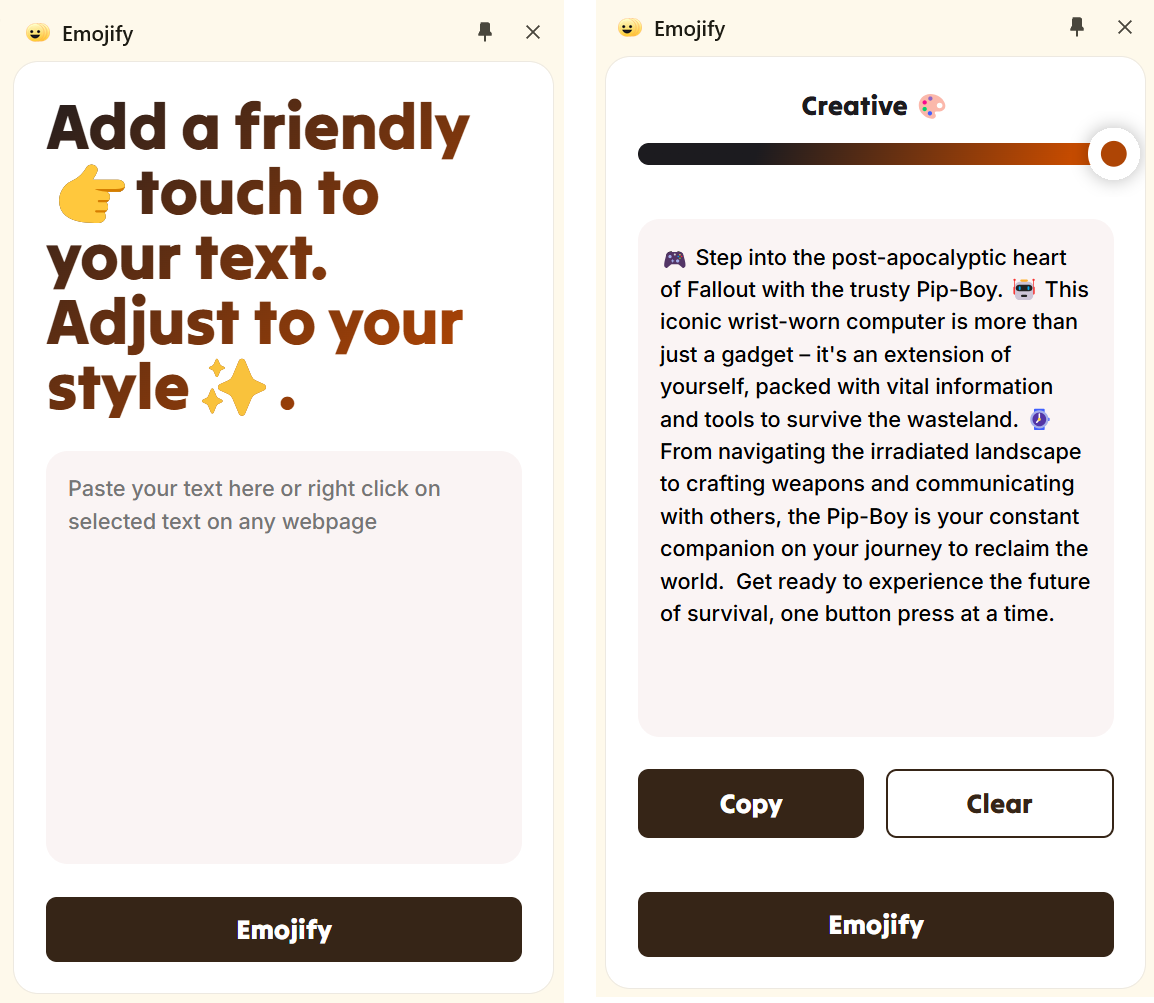 Emojify
Add a friendly
👉 touch to
your text.
Adjust to your
style ✨ .
Paste your text here or right click on
selected text on any webpage
Emojify
Emojify
Creative 🎨
🎮 Step into the post-apocalyptic heart
of Fallout with the trusty Pip-Boy. 🤖 This
iconic wrist-worn computer is more than
just a gadget – it's an extension of
yourself, packed with vital information
and tools to survive the wasteland. ⌚
From navigating the irradiated landscape
to crafting weapons and communicating
with others, the Pip-Boy is your constant
companion on your journey to reclaim the
world.  Get ready to experience the future
of survival, one button press at a time.
Copy
Clear
Emojify